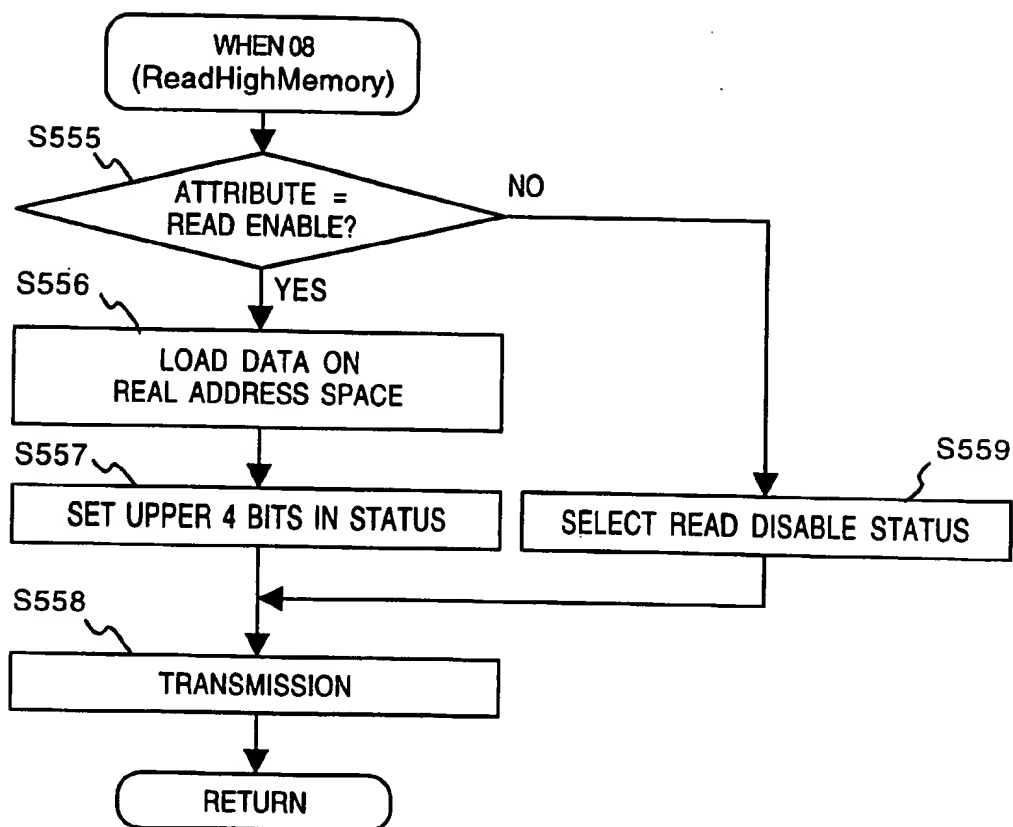 WHEN 08
(ReadHighMemory)
S555
ATTRIBUTE =
READ ENABLE?
NO
YES
S556
LOAD DATA ON
REAL ADDRESS SPACE
S557
SET UPPER 4 BITS IN STATUS
S559
SELECT READ DISABLE STATUS
S558
TRANSMISSION
RETURN